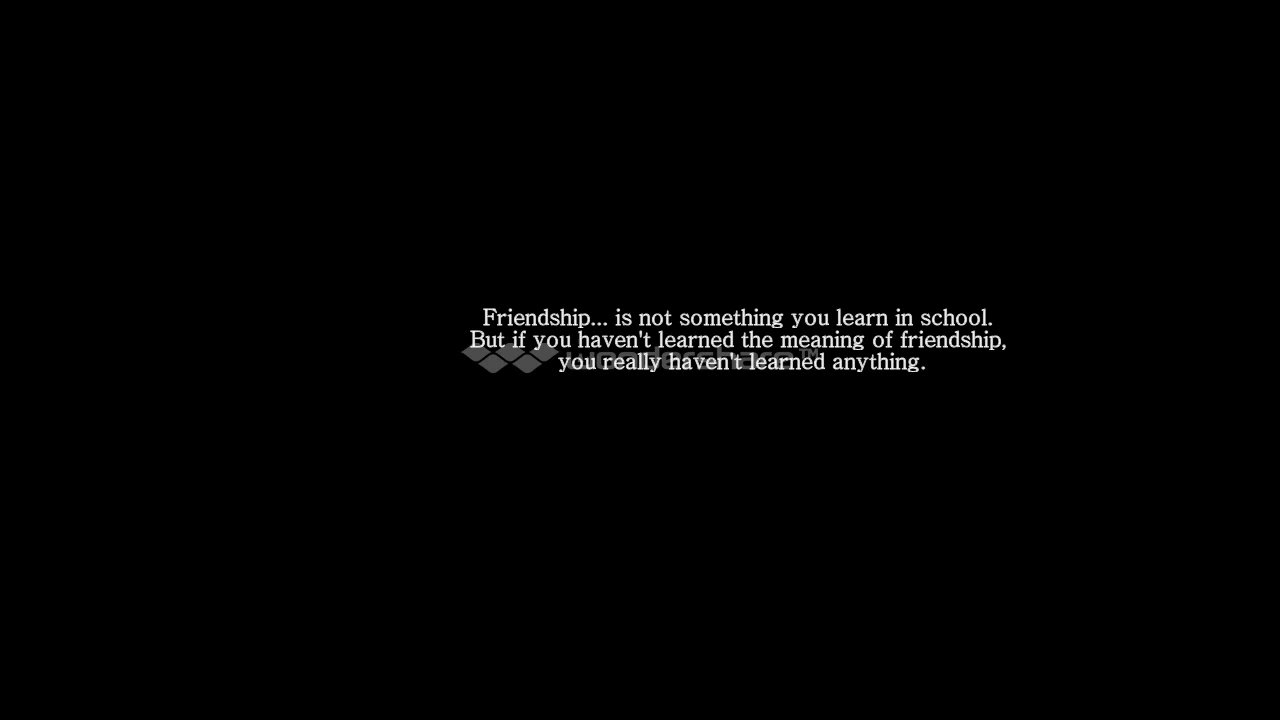 Friendship... is not something you learn in school.
But if you haven't learned the meaning of friendship,
you really haven't learned anything.
wondershare™